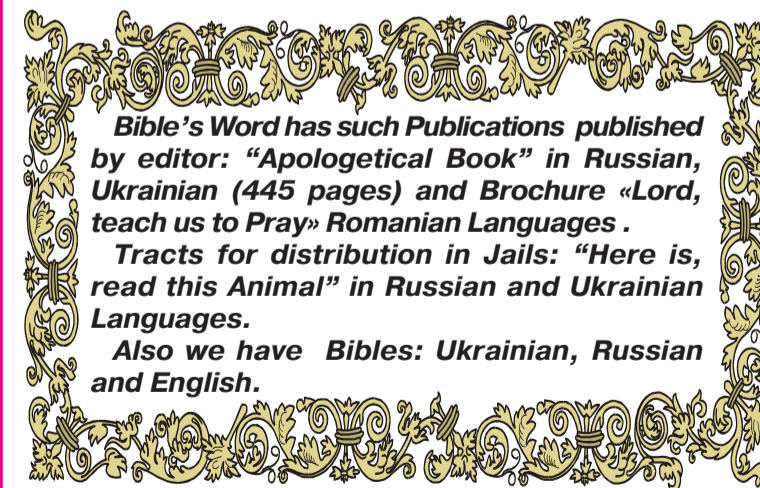 Bible's Word has such Publications published
by editor: “Apologetical Book” in Russian,
Ukrainian (445 pages) and Brochure «Lord,
teach us to Pray» Romanian Languages .
Tracts for distribution in Jails: “Here is,
read this Animal” in Russian and Ukrainian
Languages.
Also we have Bibles: Ukrainian, Russian
and English.